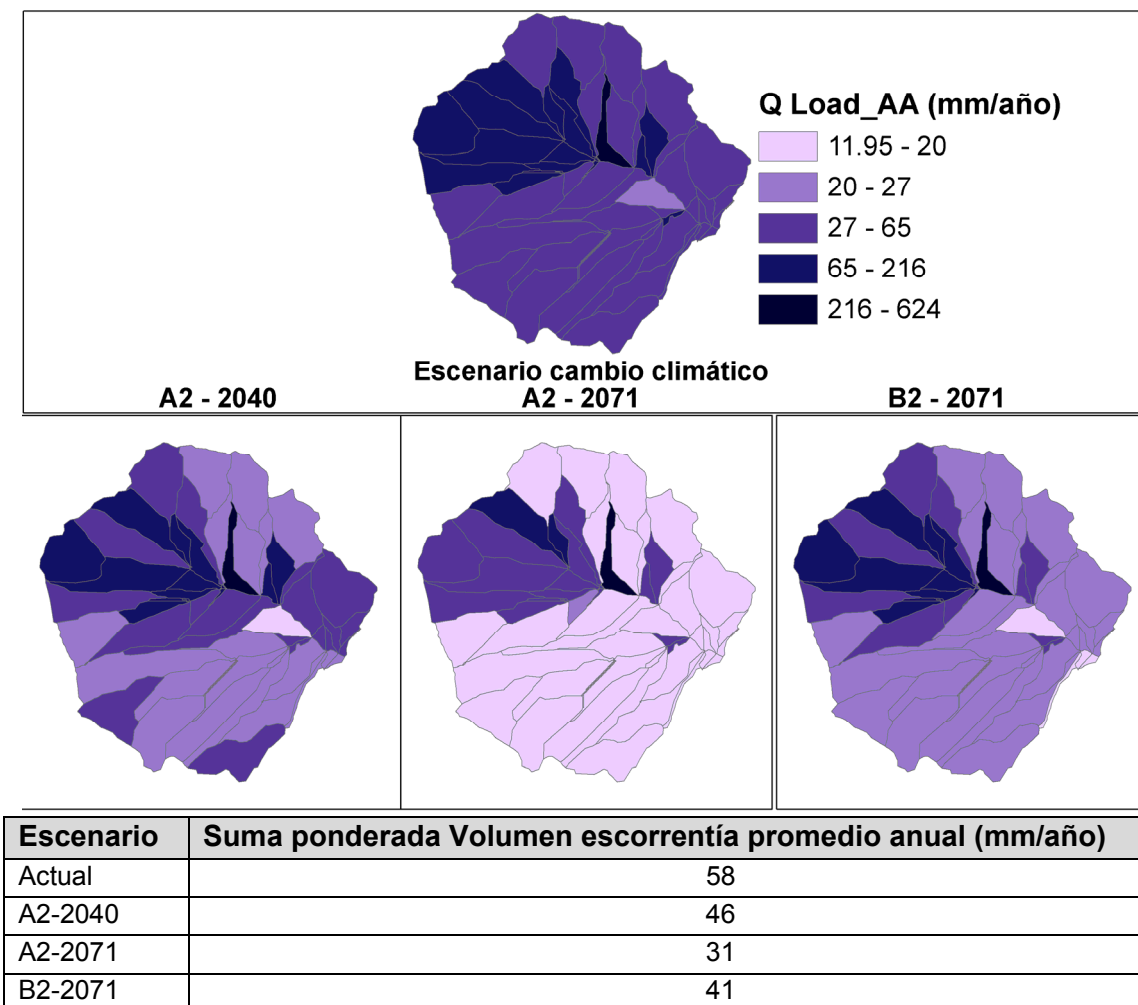 Q Load_AA (mm/año)
11.95 - 20
20 - 27
27 - 65
65 - 216
216 - 624
Escenario cambio climático
A2 - 2040 A2 - 2071 B2 - 2071
Escenario Suma ponderada Volumen escorrentía promedio anual (mm/año)
Actual 58
A2-2040 46
A2-2071 31
B2-2071 41